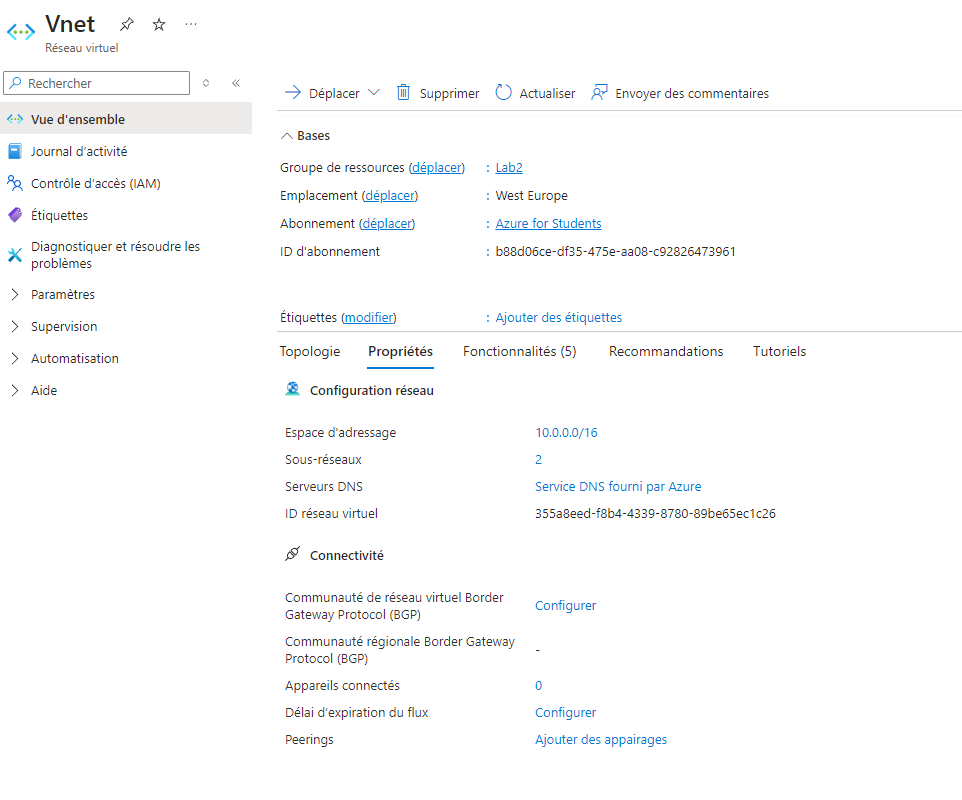 Vnet
Réseau virtuel
Rechercher
Vue d'ensemble
Journal d’activité
Contrôle d'accès (IAM)
Étiquettes
Diagnostiquer et résoudre les
problèmes
Paramètres
Supervision
Automatisation
Aide
Déplacer Supprimer Actualiser Envoyer des commentaires
Bases
Groupe de ressources (déplacer) : Lab2
Emplacement (déplacer) : West Europe
Abonnement (déplacer) : Azure for Students
ID d'abonnement : b88d06ce-df35-475e-aa08-c92826473961
Étiquettes (modifier) : Ajouter des étiquettes
Topologie Propriétés Fonctionnalités (5) Recommandations Tutoriels
Configuration réseau
Espace d'adressage 10.0.0.0/16
Sous-réseaux 2
Serveurs DNS Service DNS fourni par Azure
ID réseau virtuel 355a8eed-f8b4-4339-8780-89be65ec1c26
Connectivité
Communauté de réseau virtuel Border
Gateway Protocol (BGP) Configurer
Communauté régionale Border Gateway
Protocol (BGP) -
Appareils connectés 0
Délai d’expiration du flux Configurer
Peerings Ajouter des appairages